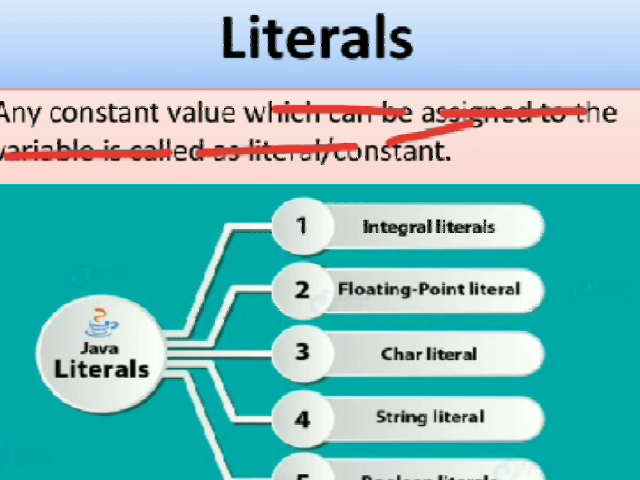 Literals
Any constant value which can be assigned to the
variable is called as literal/constant.
1 Integral literals
2 Floating-Point literal
3 Char literal
Java
Literals
4 String literal